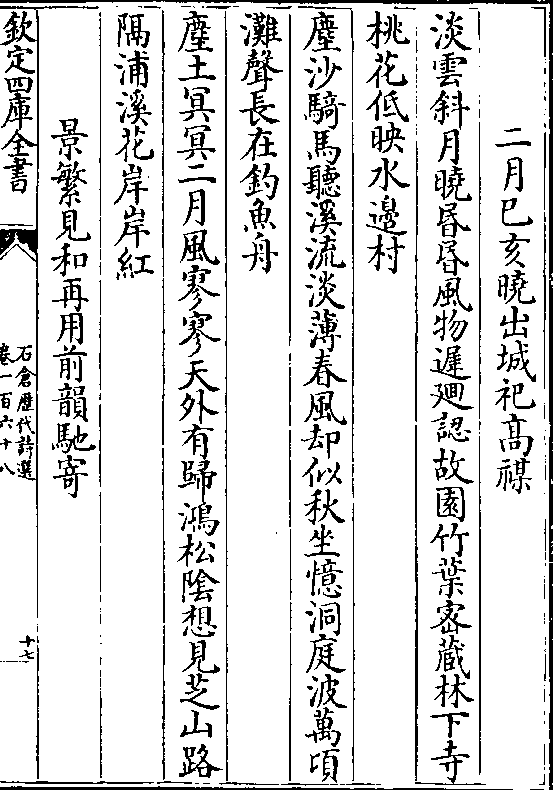 二月己亥曉出城祀髙禖
淡雲斜月曉昏昏風物遲廻認故園竹葉宻蔵林下寺
桃花低映水邉村
塵沙騎馬聽溪流淡薄春風却似秋坐憶洞庭波萬頃
灘聲長在釣魚舟
塵土冥冥二月風寥寥天外有歸鴻松陰想見芝山路
隔浦溪花岸岸紅
景繁見和再用前韻馳寄
欽定四庫全書
石倉歴代詩選
卷一百六十八
十七